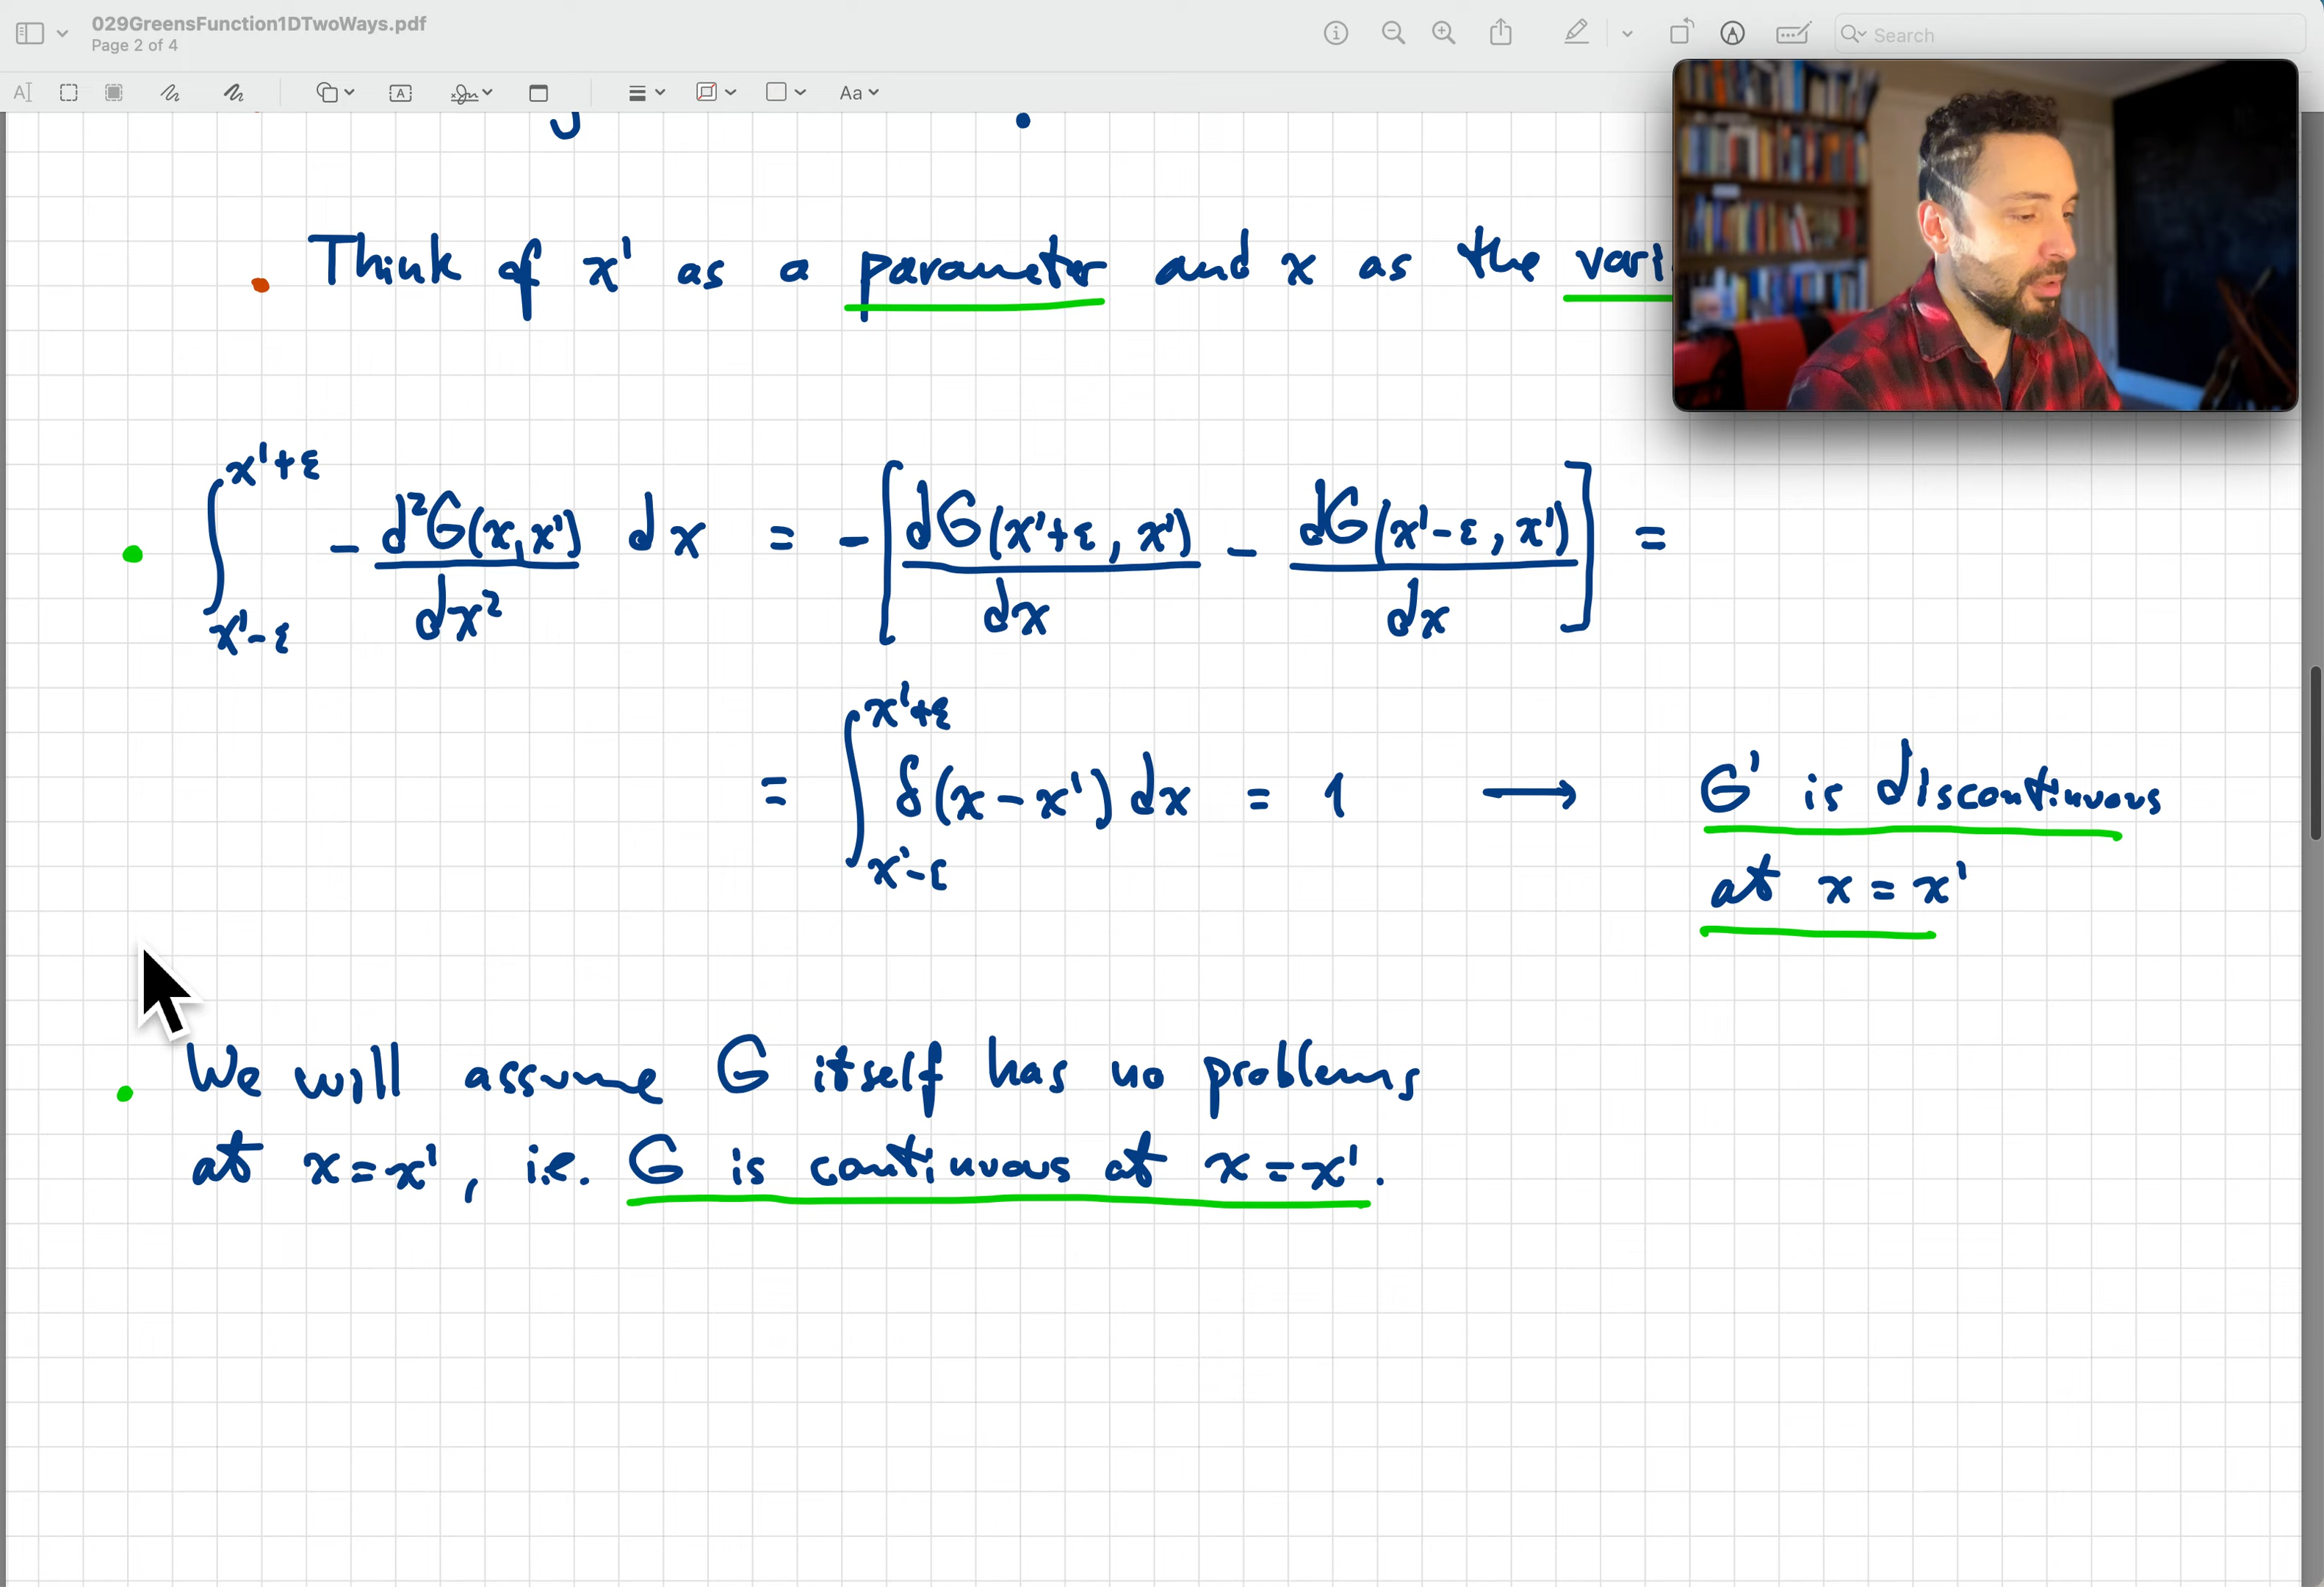 029GreensFunction1DTwoWays.pdf
Page 2 of 4
Search
Aa
Think of x' as a parameter and x as the vari
∫_{x'-ε}^{x'+ε} - d²G(x,x')/dx² dx = -[dG(x'+ε, x')/dx - dG(x'-ε, x')/dx] =
= ∫_{x'-ε}^{x'+ε} δ(x-x') dx = 1 → G' is discontinuous
at x = x'
We will assume G itself has no problems
at x=x', i.e. G is continuous at x=x'.